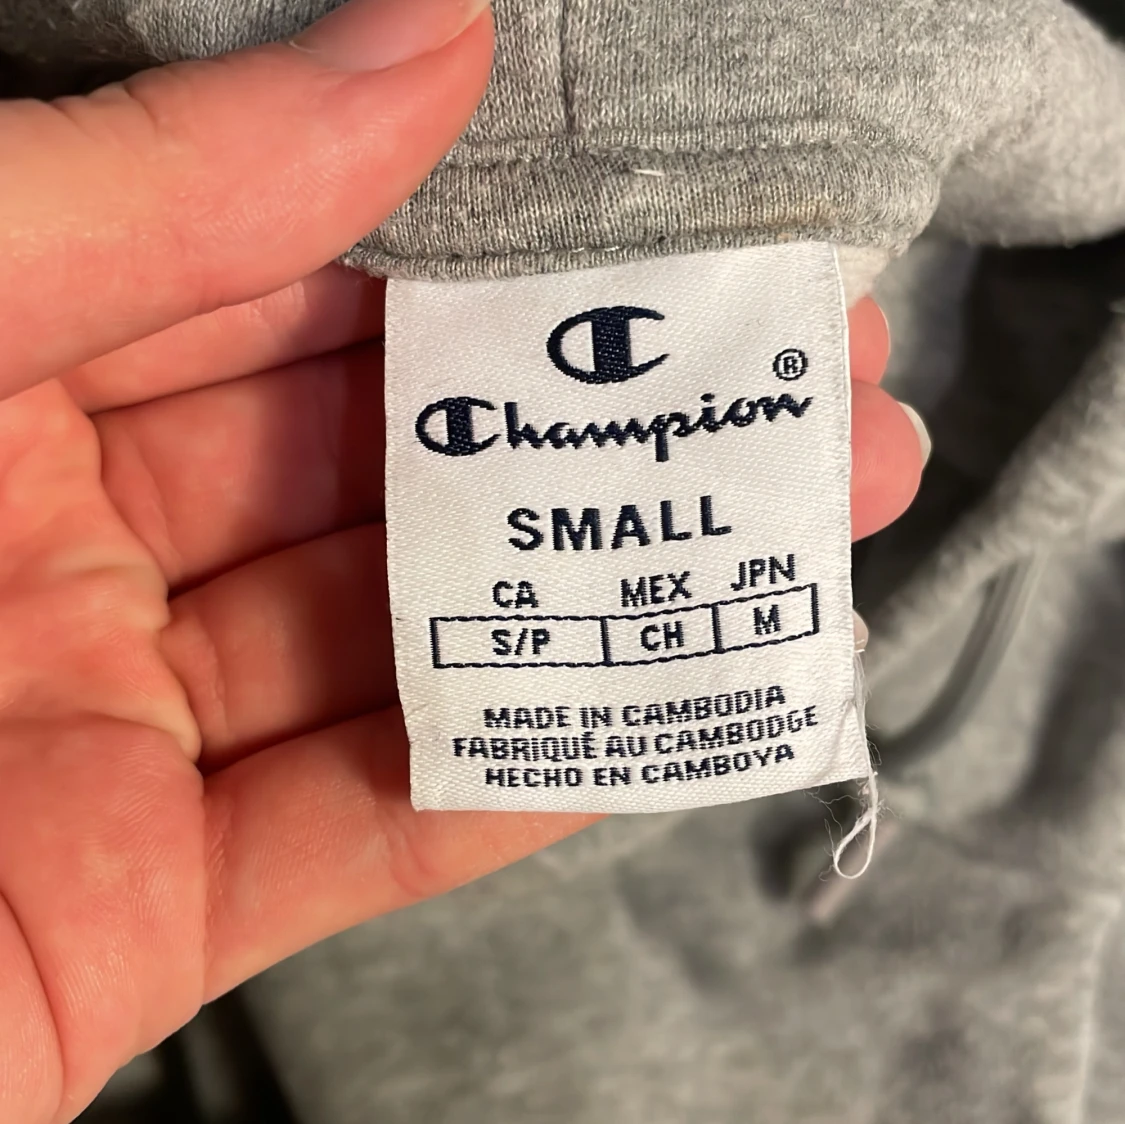 Champion®
SMALL
CA MEX JPN
S/P CH M
MADE IN CAMBODIA
FABRIQUÉ AU CAMBODGE
HECHO EN CAMBOYA